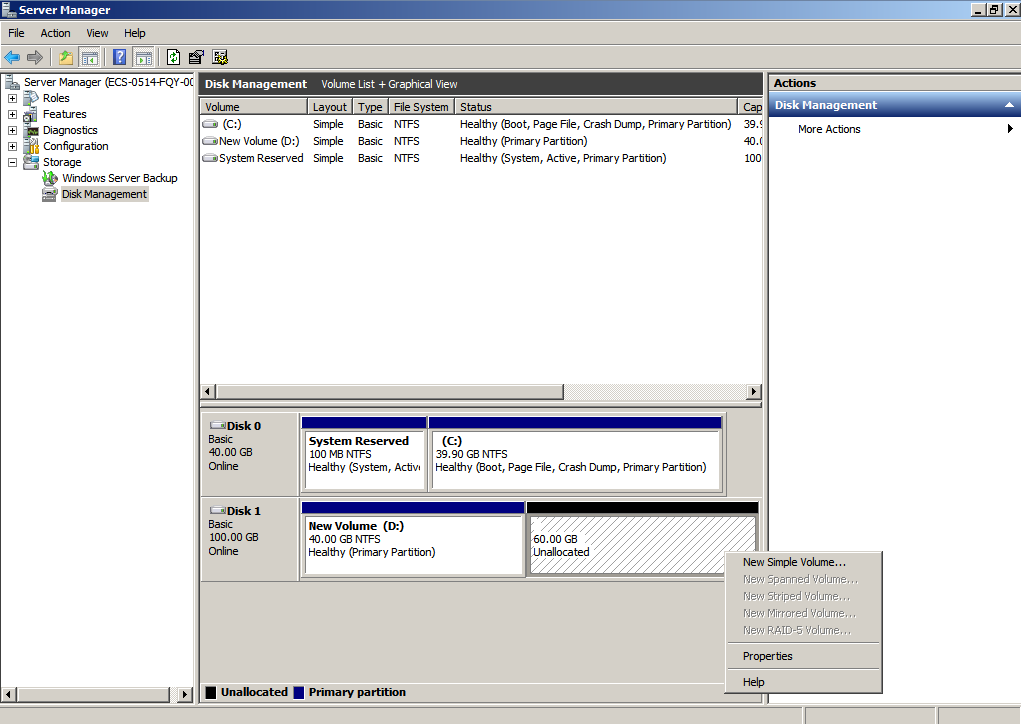 Server Manager
File Action View Help
Server Manager (ECS-0514-FQY-00
Roles
Features
Diagnostics
Configuration
Storage
Windows Server Backup
Disk Management
Disk Management Volume List + Graphical View
Volume Layout Type File System Status Cap
(C:) Simple Basic NTFS Healthy (Boot, Page File, Crash Dump, Primary Partition) 39.9
New Volume (D:) Simple Basic NTFS Healthy (Primary Partition) 40.0
System Reserved Simple Basic NTFS Healthy (System, Active, Primary Partition) 100
Disk 0
Basic
40.00 GB
Online
System Reserved
100 MB NTFS
Healthy (System, Activ
(C:)
39.90 GB NTFS
Healthy (Boot, Page File, Crash Dump, Primary Partition)
Disk 1
Basic
100.00 GB
Online
New Volume (D:)
40.00 GB NTFS
Healthy (Primary Partition)
60.00 GB
Unallocated
New Simple Volume...
New Spanned Volume...
New Striped Volume...
New Mirrored Volume...
New RAID-5 Volume...
Properties
Help
Unallocated Primary partition
Actions
Disk Management
More Actions